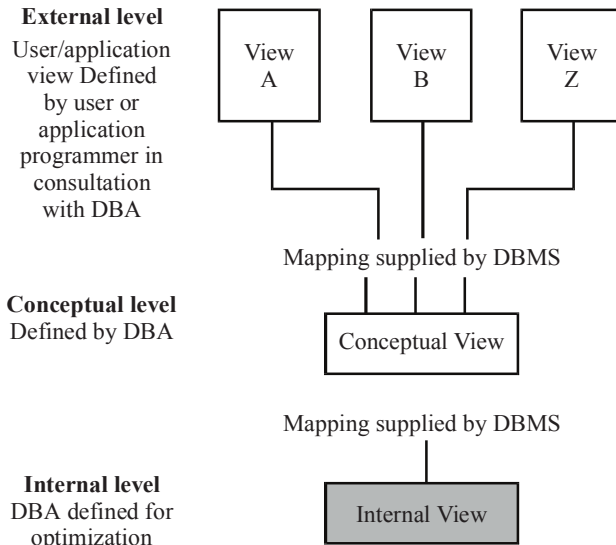 External level
User/application
view Defined
by user or
application
programmer in
consultation
with DBA
View
A
View
B
View
Z
Mapping supplied by DBMS
Conceptual level
Defined by DBA
Conceptual View
Mapping supplied by DBMS
Internal level
DBA defined for
optimization
Internal View